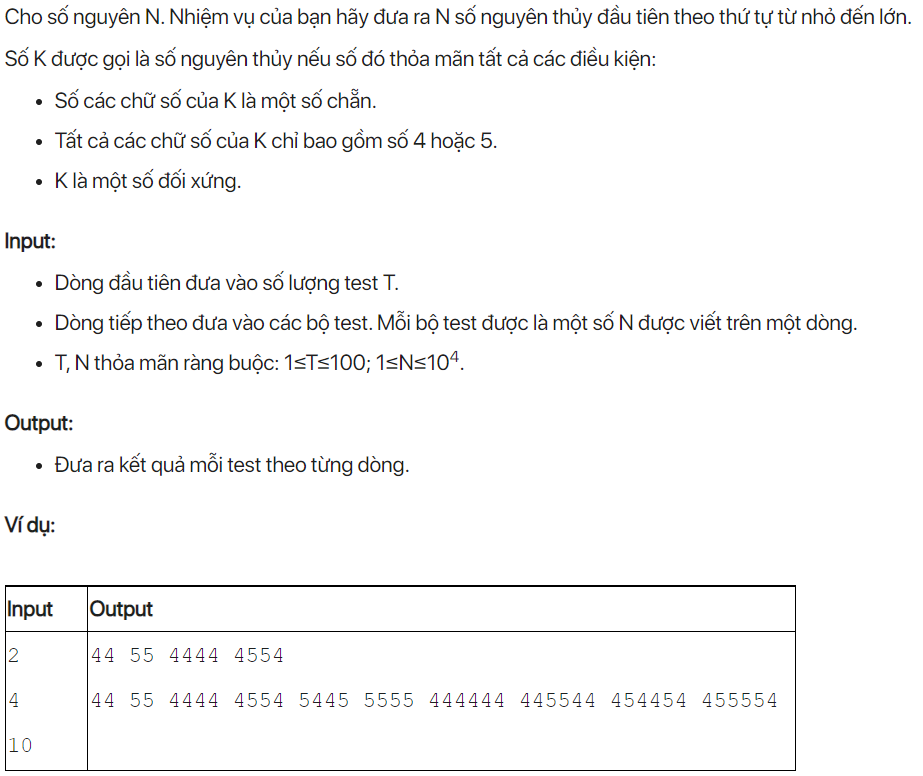 Cho số nguyên N. Nhiệm vụ của bạn hãy đưa ra N số nguyên thủy đầu tiên theo thứ tự từ nhỏ đến lớn.
Số K được gọi là số nguyên thủy nếu số đó thỏa mãn tất cả các điều kiện:
• Số các chữ số của K là một số chẵn.
• Tất cả các chữ số của K chỉ bao gồm số 4 hoặc 5.
• K là một số đối xứng.
Input:
• Dòng đầu tiên đưa vào số lượng test T.
• Dòng tiếp theo đưa vào các bộ test. Mỗi bộ test được là một số N được viết trên một dòng.
• T, N thỏa mãn ràng buộc: 1≤T≤100; 1≤N≤10⁴.
Output:
• Đưa ra kết quả mỗi test theo từng dòng.
Ví dụ:
Input Output
2 44 55 4444 4554
4 44 55 4444 4554 5445 5555 444444 445544 454454 455554
10